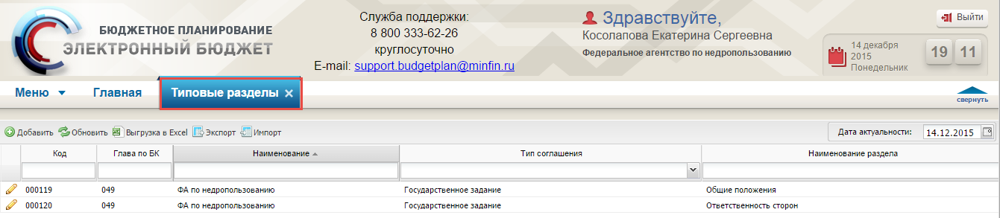 БЮДЖЕТНОЕ ПЛАНИРОВАНИЕ
ЭЛЕКТРОННЫЙ БЮДЖЕТ
Служба поддержки:
8 800 333-62-26
круглосуточно
E-mail: support.budgetplan@minfin.ru
Здравствуйте,
Косолапова Екатерина Сергеевна
Федеральное агентство по недропользованию
Выйти
14 декабря
2015
Понедельник
19 11
Меню Главная Типовые разделы
свернуть
Добавить Обновить Выгрузка в Excel Экспорт Импорт Дата актуальности: 14.12.2015
Код Глава по БК Наименование Тип соглашения Наименование раздела
000119 049 ФА по недропользованию Государственное задание Общие положения
000120 049 ФА по недропользованию Государственное задание Ответственность сторон